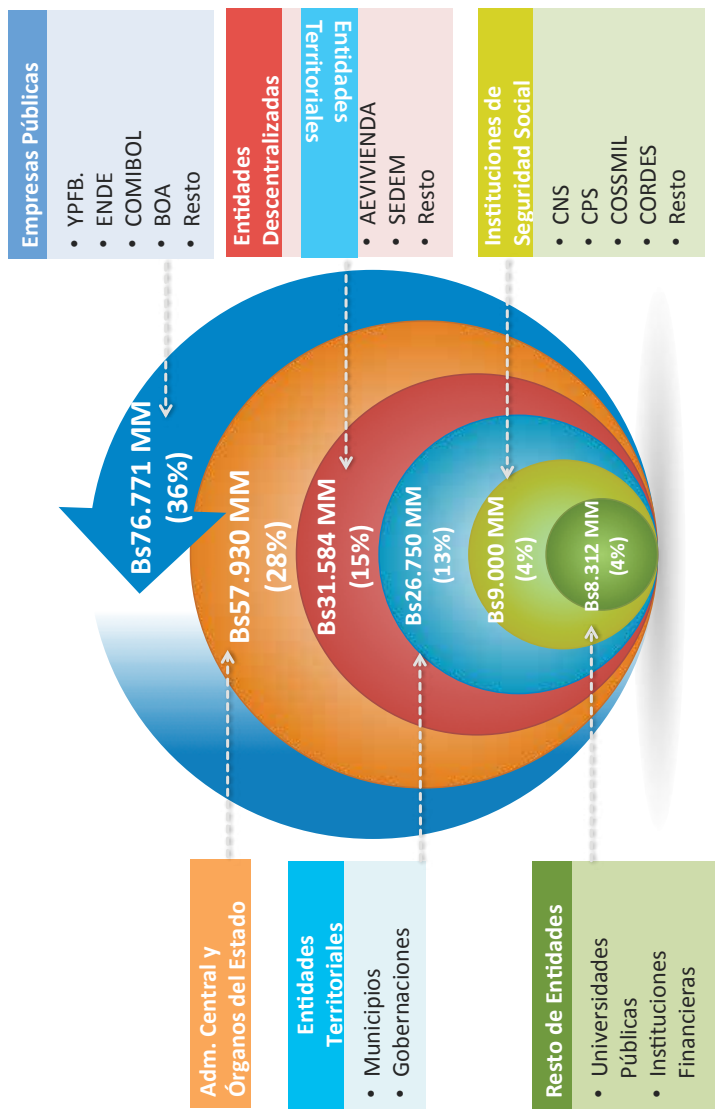 Empresas Públicas
• YPFB.
• ENDE
• COMIBOL
• BOA
• Resto
Entidades
Descentralizadas
Entidades
Territoriales
• AEVIVIENDA
• SEDEM
• Resto
Instituciones de
Seguridad Social
• CNS
• CPS
• COSSMIL
• CORDES
• Resto
Bs76.771 MM
(36%)
Bs57.930 MM
(28%)
Bs31.584 MM
(15%)
Bs26.750 MM
(13%)
Bs9.000 MM
(4%)
Bs8.312 MM
(4%)
Adm. Central y
Órganos del Estado
Entidades
Territoriales
• Municipios
• Gobernaciones
Resto de Entidades
• Universidades
Públicas
• Instituciones
Financieras